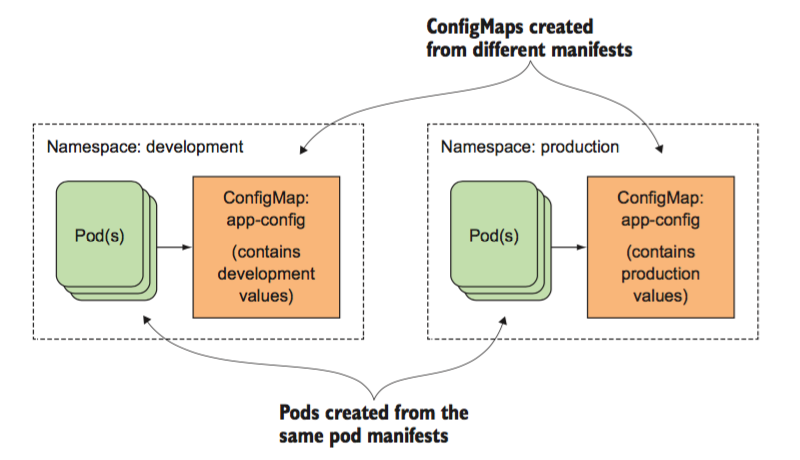 ConfigMaps created
from different manifests
Namespace: development
Pod(s)
ConfigMap:
app-config
(contains
development
values)
Namespace: production
Pod(s)
ConfigMap:
app-config
(contains
production
values)
Pods created from the
same pod manifests